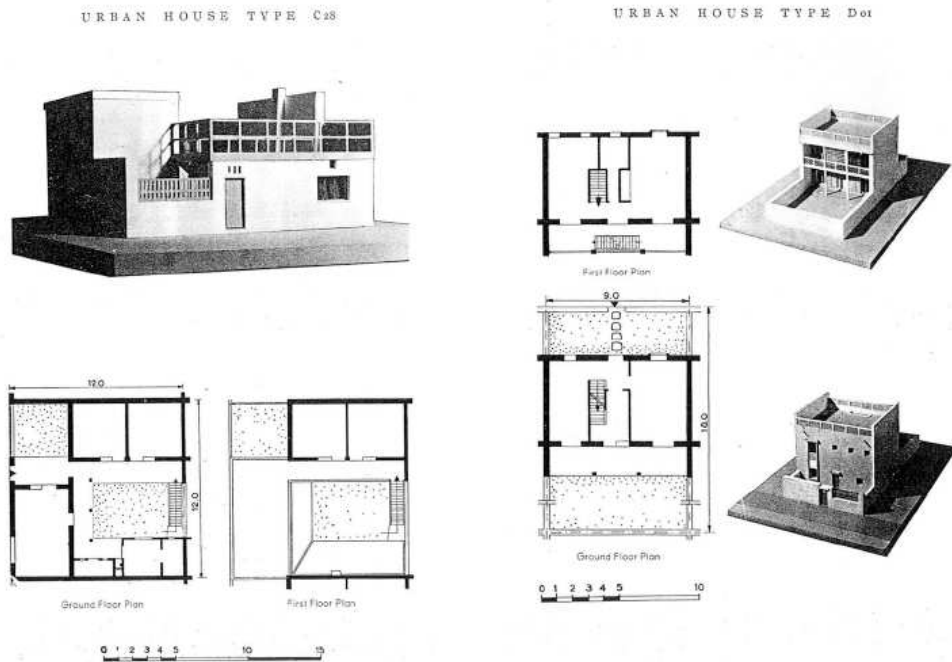 URBAN HOUSE TYPE C28
12.0
12.0
Ground Floor Plan
First Floor Plan
0 1 2 3 4 5 10 15
URBAN HOUSE TYPE D01
First Floor Plan
9.0
Ground Floor Plan
0 1 2 3 4 5 10